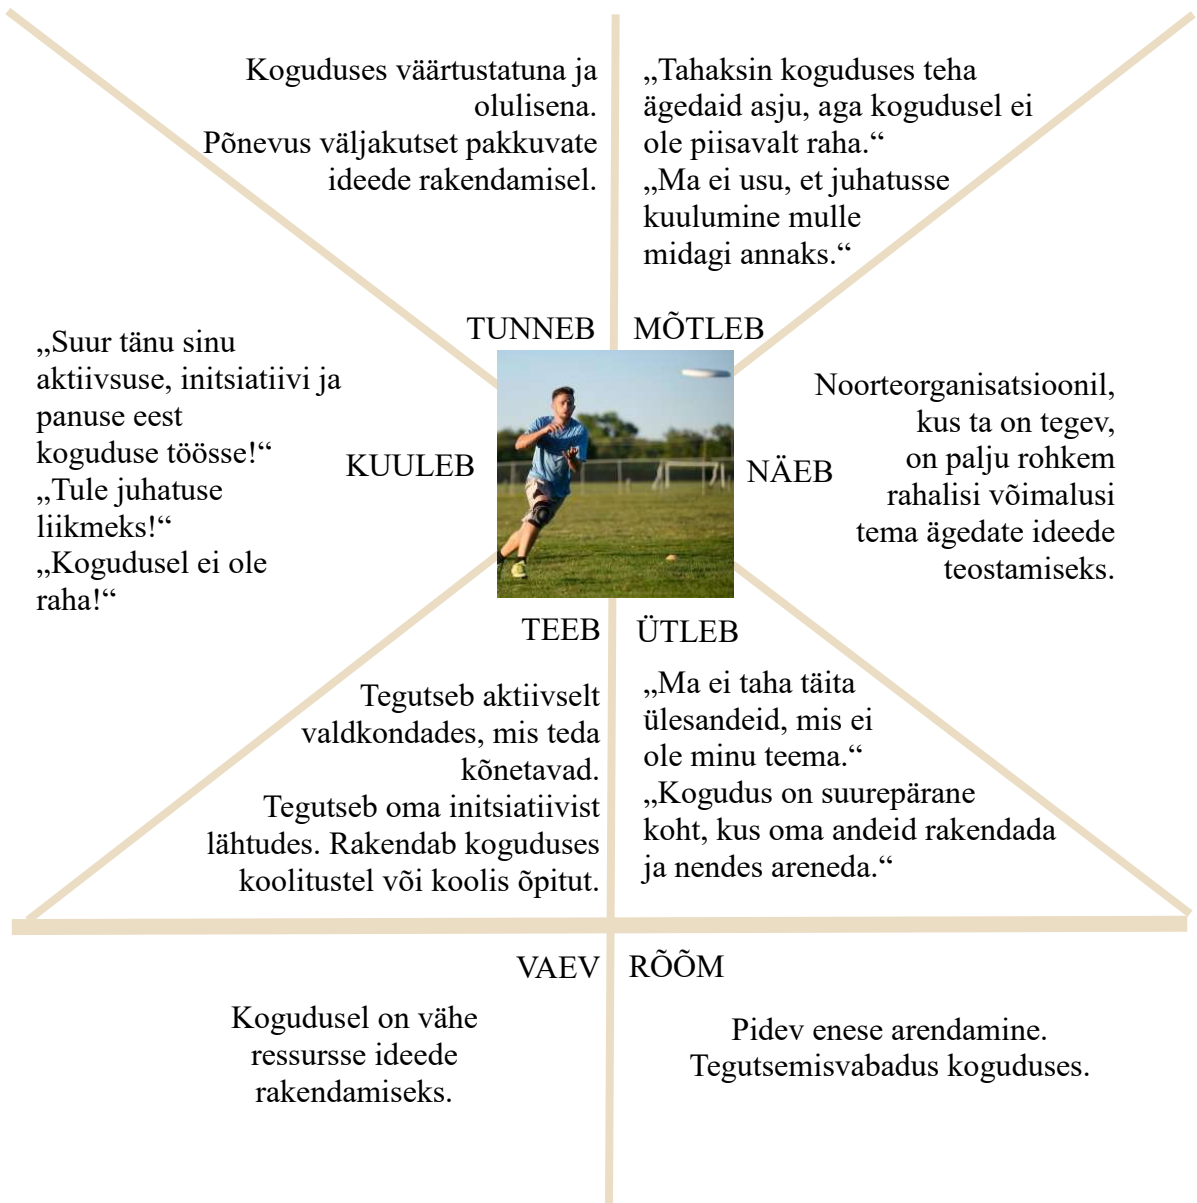 Koguduses väärtustatuna ja
olulisena.
Põnevus väljakutset pakkuvate
ideede rakendamisel.
TUNNEB
„Tahaksin koguduses teha
ägedaid asju, aga kogudusel ei
ole piisavalt raha.“
„Ma ei usu, et juhatusse
kuulumine mulle
midagi annaks.“
MÕTLEB
„Suur tänu sinu
aktiivsuse, initsiatiivi ja
panuse eest
koguduse töösse!“
„Tule juhatuse
liikmeks!“
„Kogudusel ei ole
raha!“
KUULEB
NÄEB
Noorteorganisatsioonil,
kus ta on tegev,
on palju rohkem
rahalisi võimalusi
tema ägedate ideede
teostamiseks.
TEEB
Tegutseb aktiivselt
valdkondades, mis teda
kõnetavad.
Tegutseb oma initsiatiivist
lähtudes. Rakendab koguduses
koolitustel või koolis õpitut.
ÜTLEB
„Ma ei taha täita
ülesandeid, mis ei
ole minu teema.“
„Kogudus on suurepärane
koht, kus oma andeid rakendada
ja nendes areneda.“
VAEV
Kogudusel on vähe
ressursse ideede
rakendamiseks.
RÕÕM
Pidev enese arendamine.
Tegutsemisvabadus koguduses.